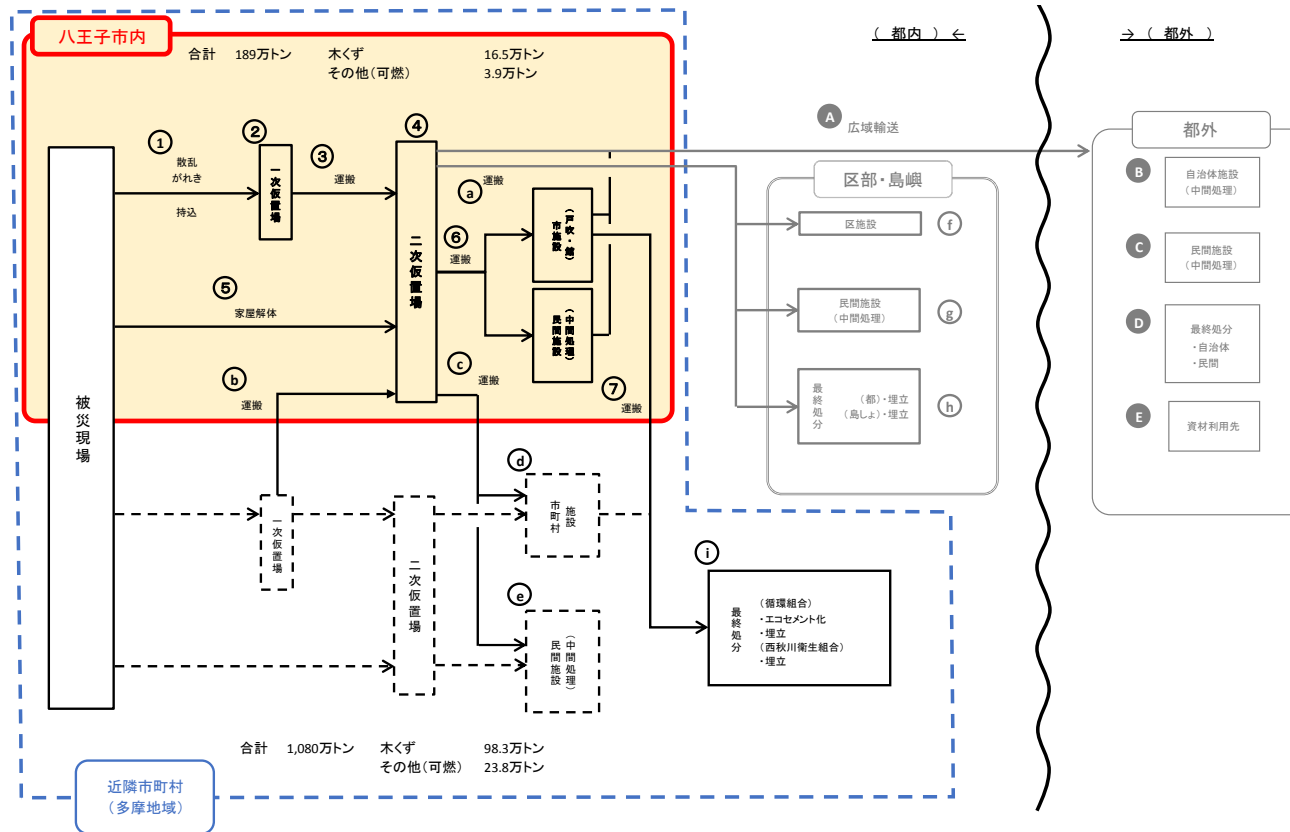 八王子市内
合計 189万トン 木くず 16.5万トン
その他(可燃) 3.9万トン
( 都内 ) ←
→ ( 都外 )
①
散乱
がれき
持込
②
一次仮置場
③
運搬
④
二次仮置場
⑤
家屋解体
ⓐ
運搬
⑥
運搬
市施設
(戸吹・館)
民間施設
(中間処理)
ⓑ
運搬
ⓒ
運搬
⑦
運搬
被災現場
A
広域輸送
区部・島嶼
区施設
ⓕ
民間施設
(中間処理)
ⓖ
最終処分
(都)・埋立
(島しょ)・埋立
ⓗ
都外
B
自治体施設
(中間処理)
C
民間施設
(中間処理)
D
最終処分
・自治体
・民間
E
資材利用先
一次仮置場
二次仮置場
ⓓ
市町村
施設
ⓔ
民間施設
(中間処理)
ⓘ
最終処分
(循環組合)
・エコセメント化
・埋立
(西秋川衛生組合)
・埋立
合計 1,080万トン 木くず 98.3万トン
その他(可燃) 23.8万トン
近隣市町村
(多摩地域)